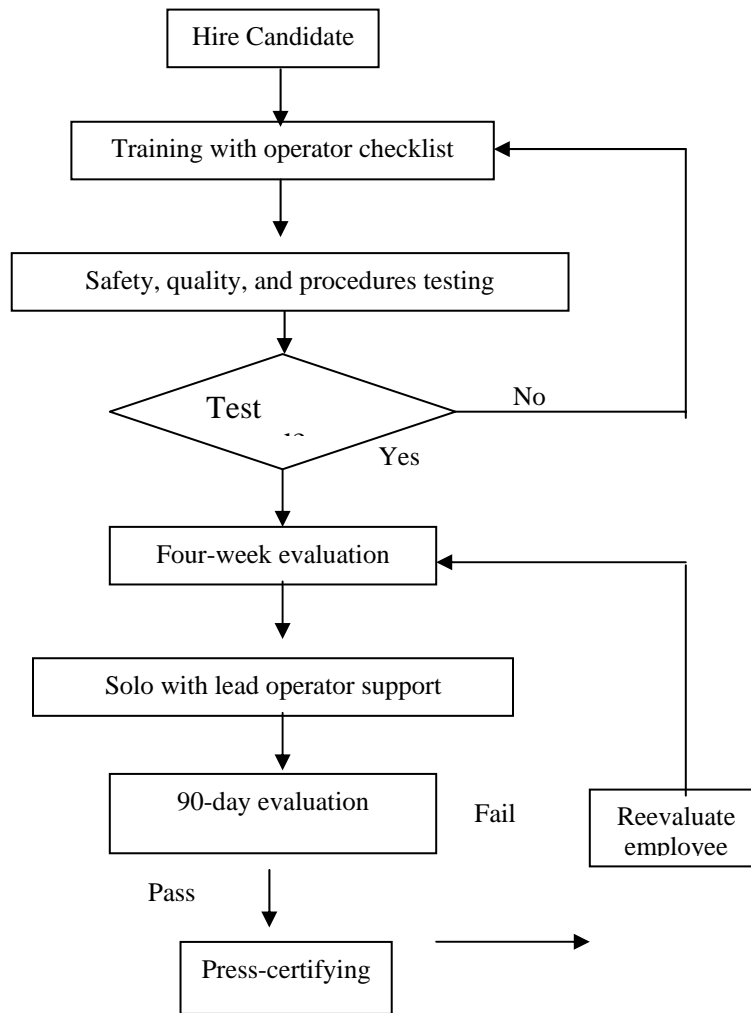 Hire Candidate
Training with operator checklist
Safety, quality, and procedures testing
Test
No
Yes
Four-week evaluation
Solo with lead operator support
90-day evaluation
Fail
Reevaluate
employee
Pass
Press-certifying